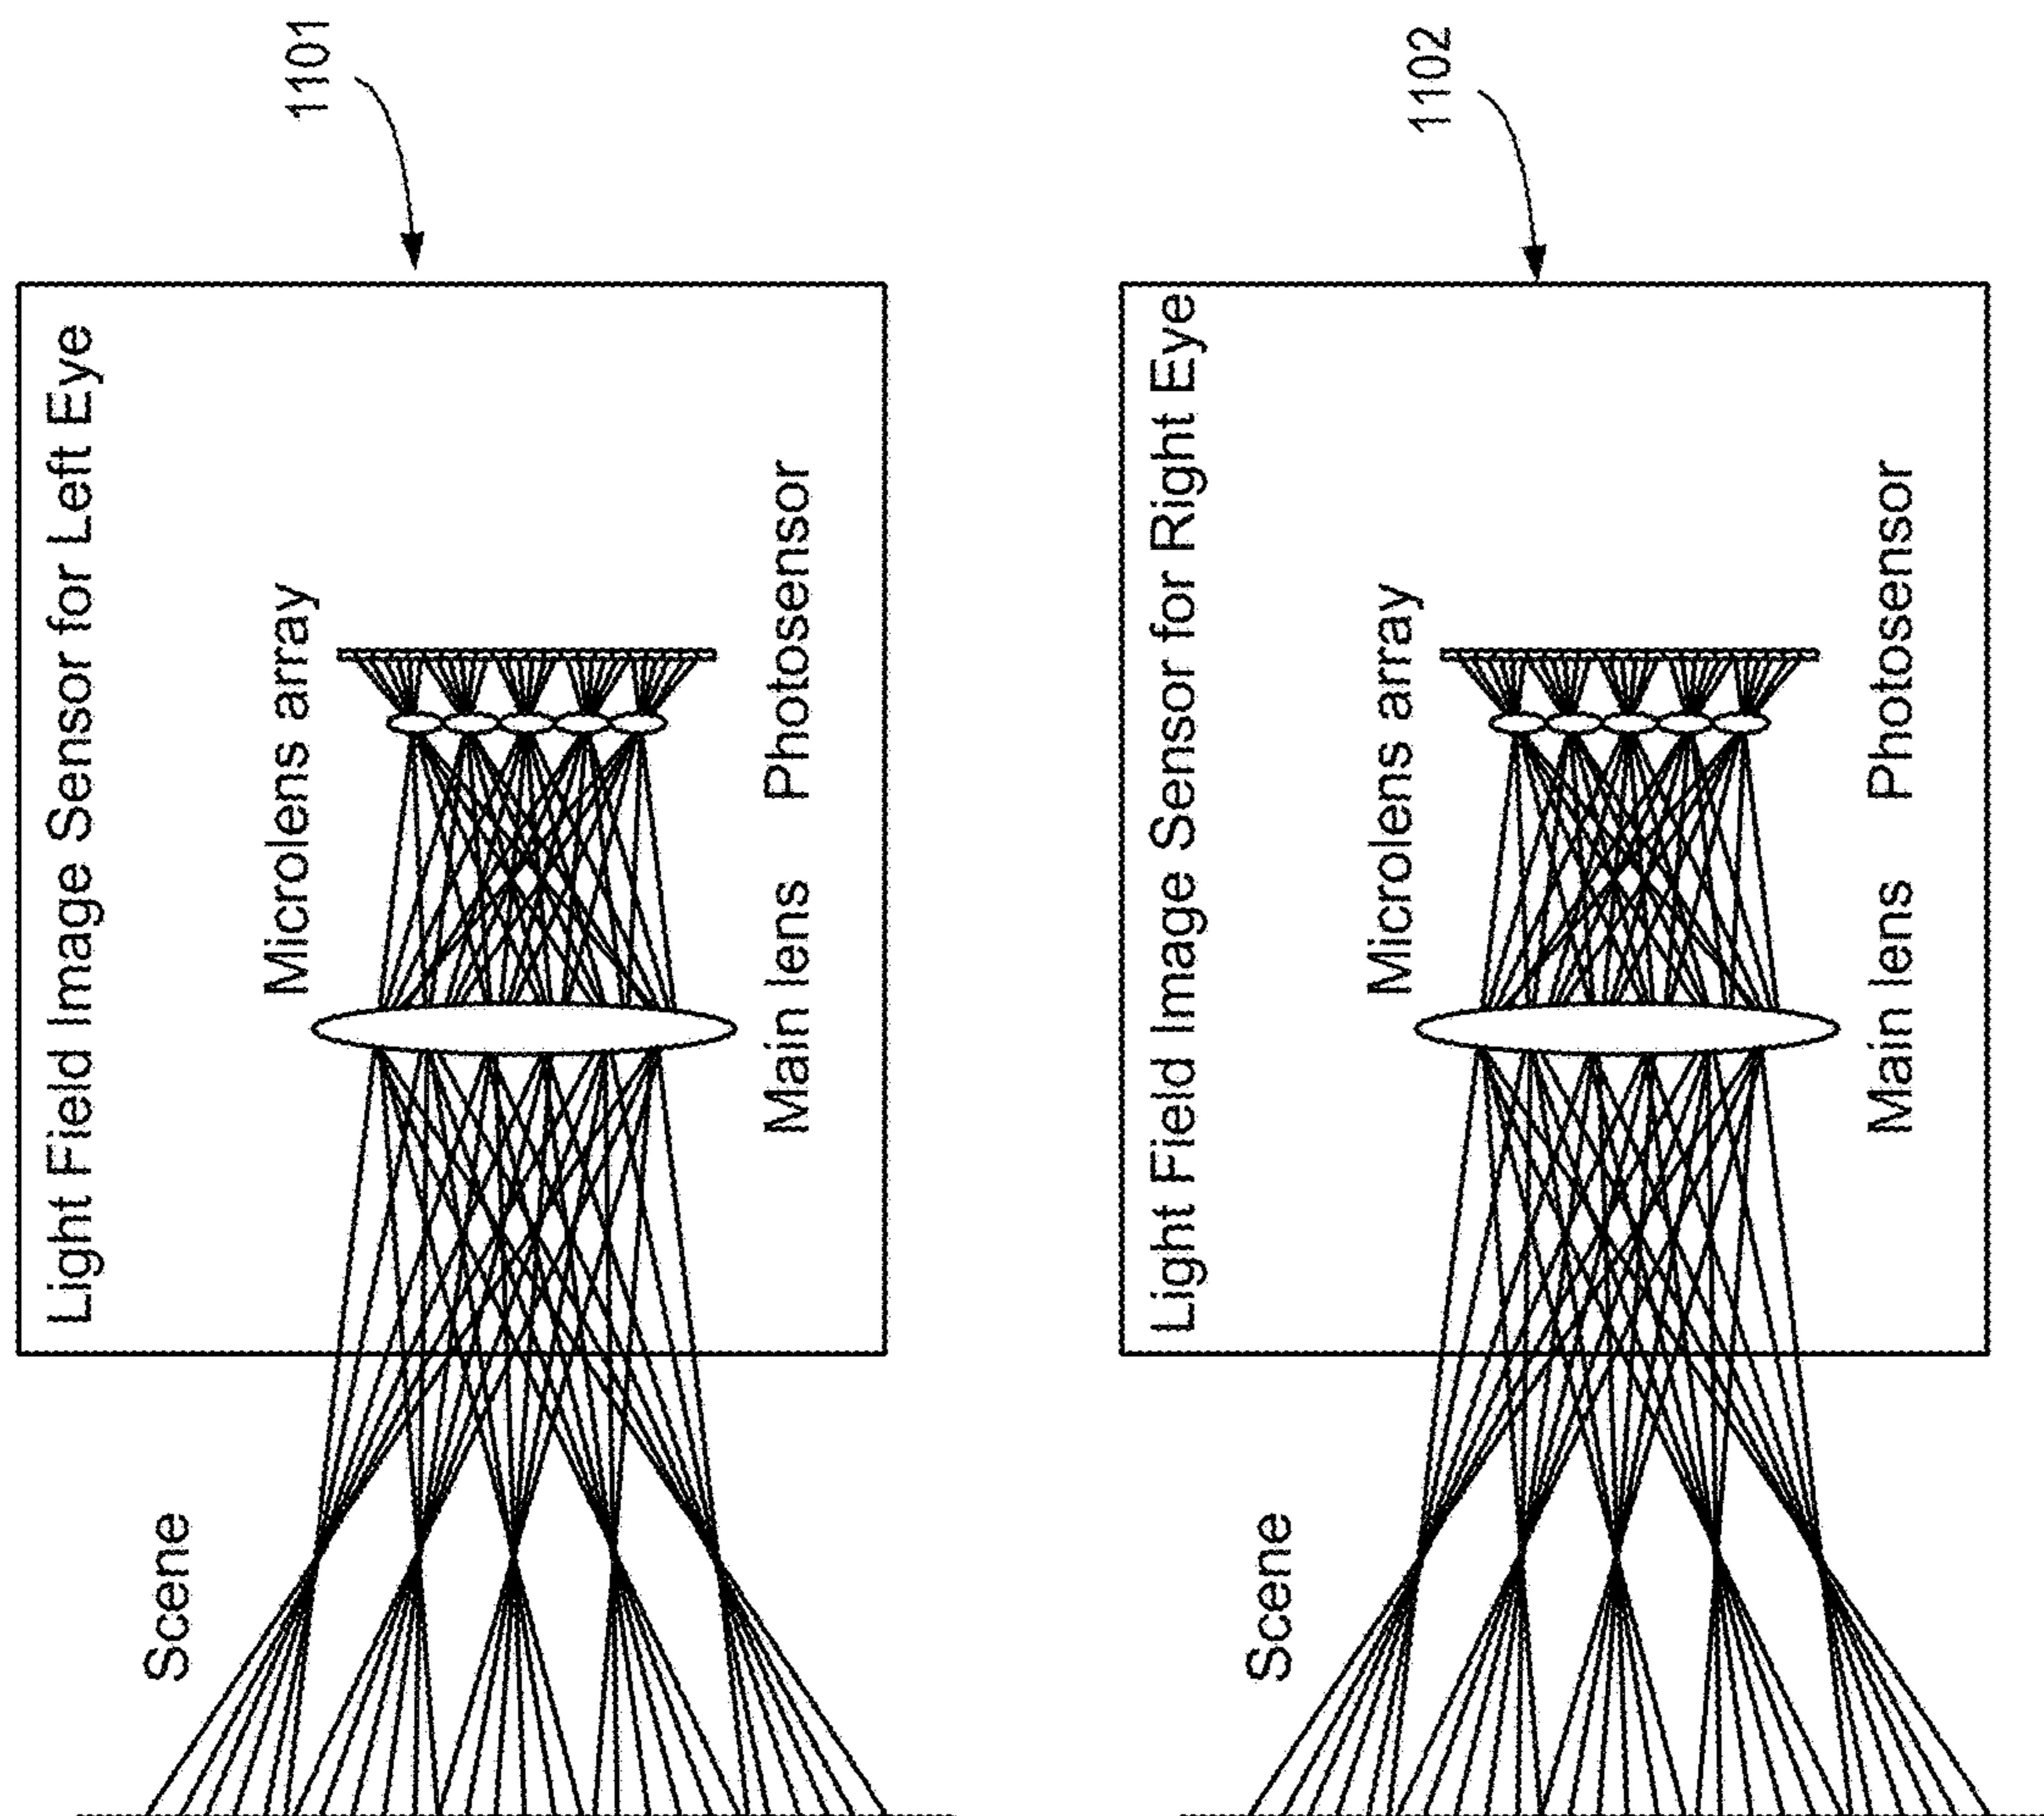 1101
Light Field Image Sensor for Left Eye
Scene
Microlens array
Main lens
Photosensor
1102
Light Field Image Sensor for Right Eye
Scene
Microlens array
Main lens
Photosensor